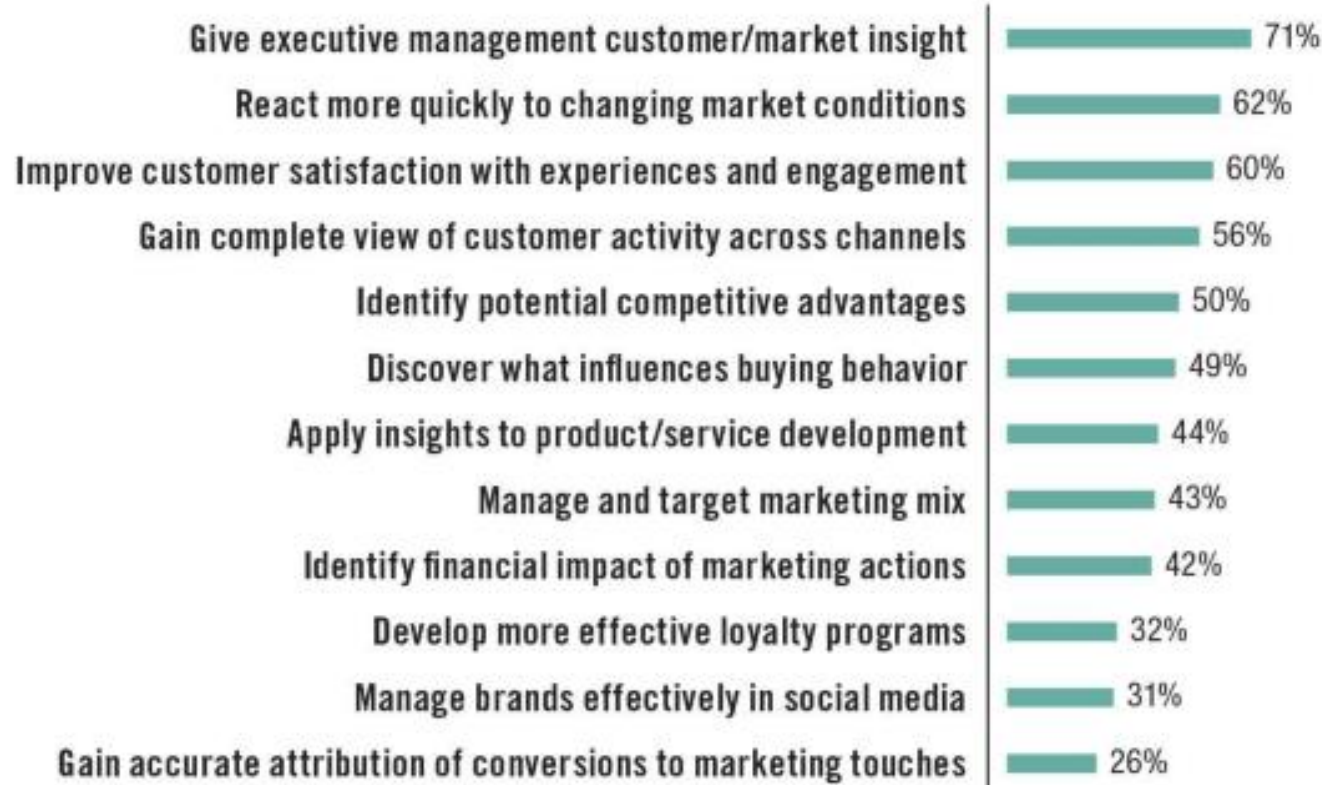 Give executive management customer/market insight 71%
React more quickly to changing market conditions 62%
Improve customer satisfaction with experiences and engagement 60%
Gain complete view of customer activity across channels 56%
Identify potential competitive advantages 50%
Discover what influences buying behavior 49%
Apply insights to product/service development 44%
Manage and target marketing mix 43%
Identify financial impact of marketing actions 42%
Develop more effective loyalty programs 32%
Manage brands effectively in social media 31%
Gain accurate attribution of conversions to marketing touches 26%